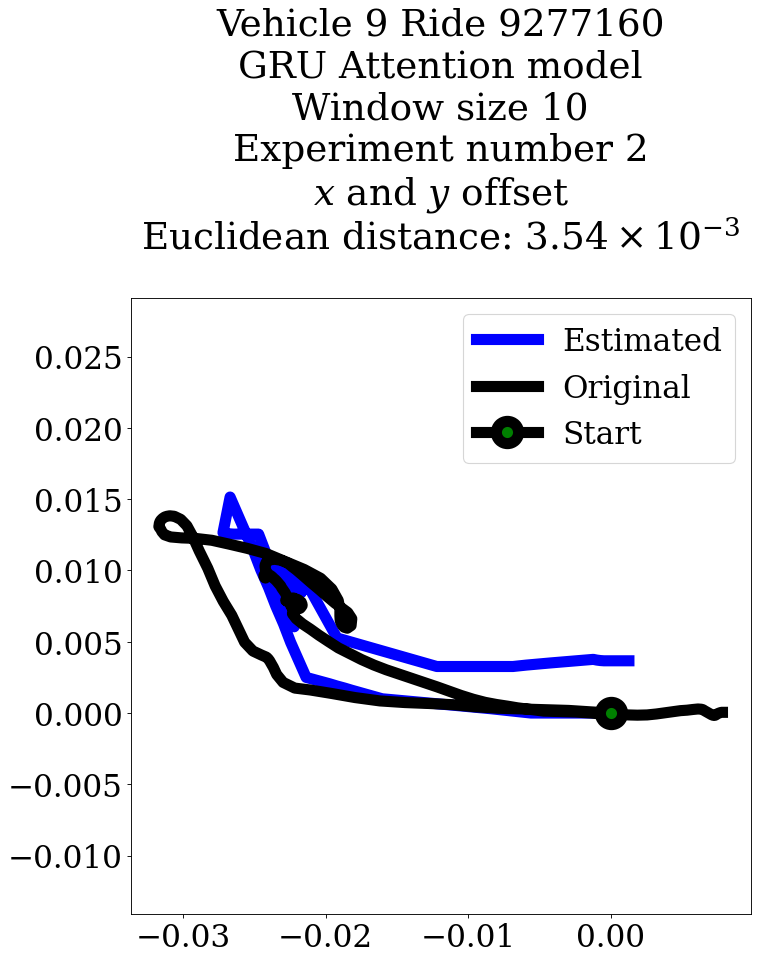 Vehicle 9 Ride 9277160
GRU Attention model
Window size 10
Experiment number 2
x and y offset
Euclidean distance: 3.54 × 10⁻³
Estimated
Original
Start
0.025
0.020
0.015
0.010
0.005
0.000
−0.005
−0.010
−0.03 −0.02 −0.01 0.00